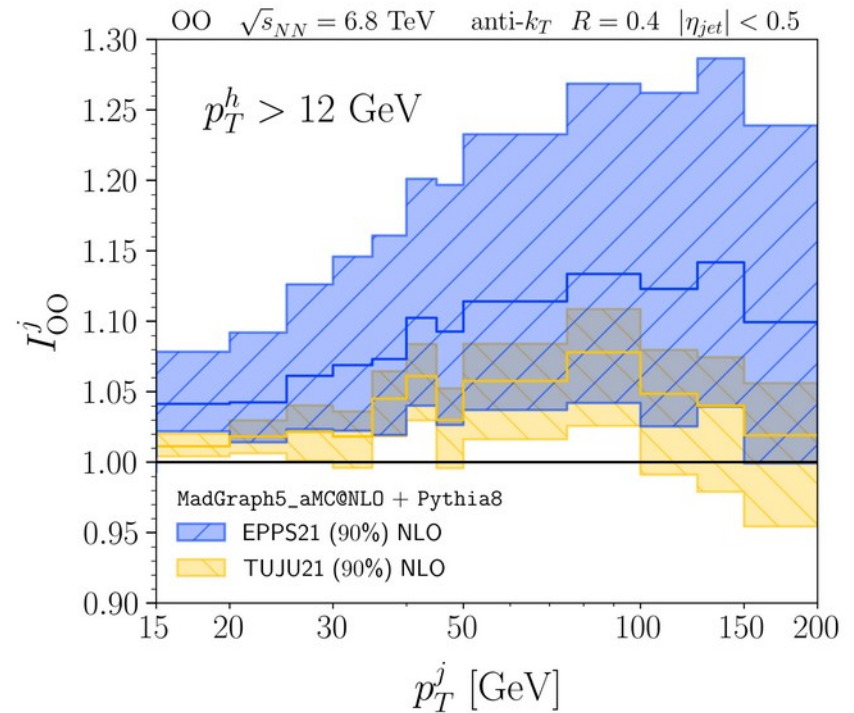 OO √s_NN = 6.8 TeV anti-k_T R = 0.4 |η_jet| < 0.5
p_T^h > 12 GeV
I_OO^j
1.30
1.25
1.20
1.15
1.10
1.05
1.00
0.95
0.90
MadGraph5_aMC@NLO + Pythia8
EPPS21 (90%) NLO
TUJU21 (90%) NLO
15 20 30 50 100 150 200
p_T^j [GeV]